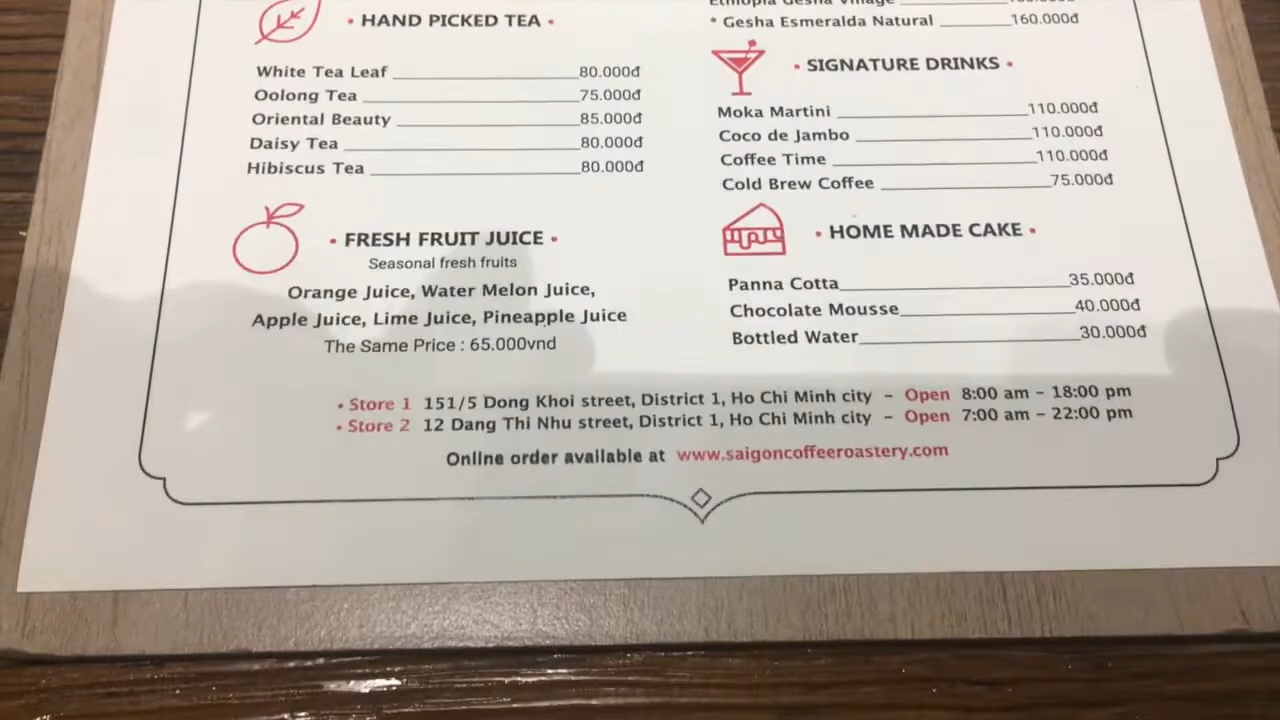 • HAND PICKED TEA •
White Tea Leaf 80.000đ
Oolong Tea 75.000đ
Oriental Beauty 85.000đ
Daisy Tea 80.000đ
Hibiscus Tea 80.000đ
• FRESH FRUIT JUICE •
Seasonal fresh fruits
Orange Juice, Water Melon Juice,
Apple Juice, Lime Juice, Pineapple Juice
The Same Price : 65.000vnd
Ethiopia Gesha Village
* Gesha Esmeralda Natural 160.000đ
• SIGNATURE DRINKS •
Moka Martini 110.000đ
Coco de Jambo 110.000đ
Coffee Time 110.000đ
Cold Brew Coffee 75.000đ
• HOME MADE CAKE •
Panna Cotta 35.000đ
Chocolate Mousse 40.000đ
Bottled Water 30.000đ
• Store 1 151/5 Dong Khoi street, District 1, Ho Chi Minh city – Open 8:00 am – 18:00 pm
• Store 2 12 Dang Thi Nhu street, District 1, Ho Chi Minh city – Open 7:00 am – 22:00 pm
Online order available at www.saigoncoffeeroastery.com